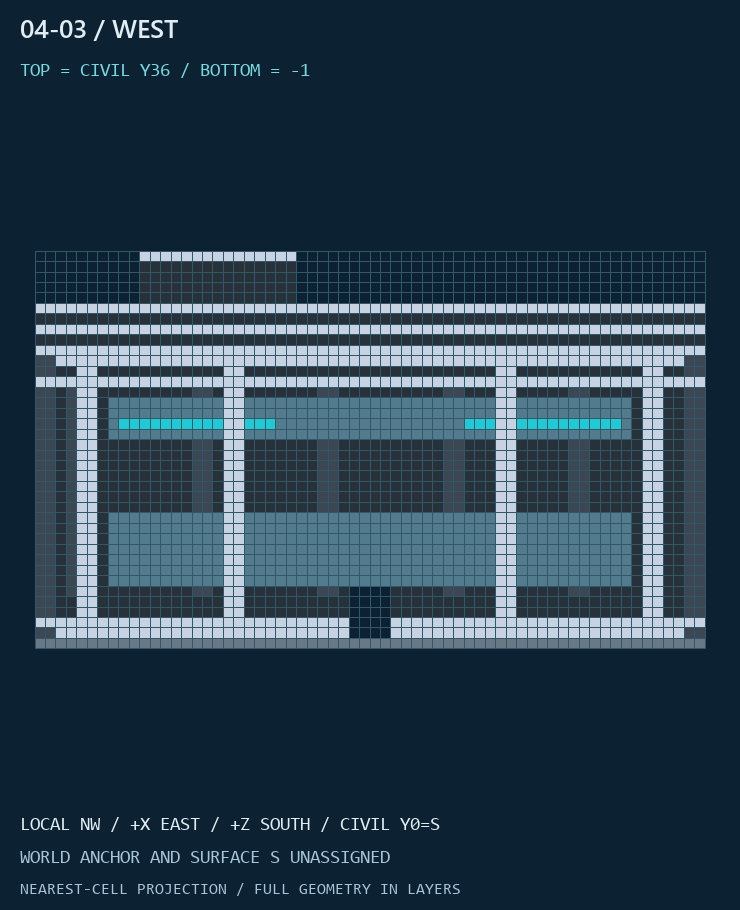 04-03 / WEST
TOP = CIVIL Y36 / BOTTOM = -1
LOCAL NW / +X EAST / +Z SOUTH / CIVIL Y0=S
WORLD ANCHOR AND SURFACE S UNASSIGNED
NEAREST-CELL PROJECTION / FULL GEOMETRY IN LAYERS